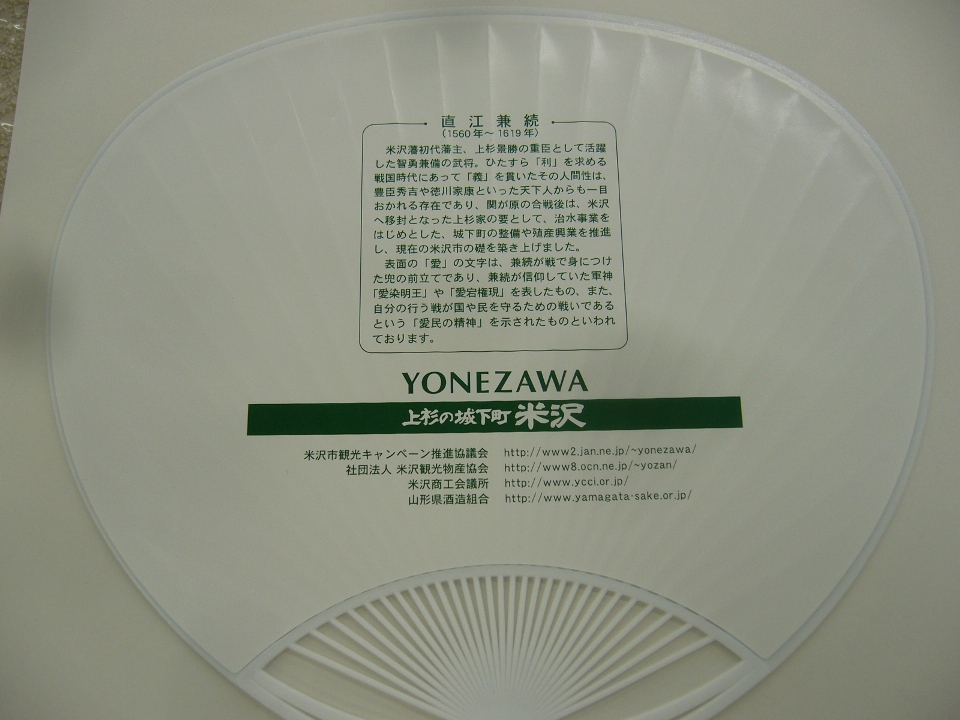 直江兼続
(1560年～1619年)
米沢藩初代藩主、上杉景勝の重臣として活躍
した智勇兼備の武将。ひたすら「利」を求める
戦国時代にあって「義」を貫いたその人間性は、
豊臣秀吉や徳川家康といった天下人からも一目
おかれる存在であり、関が原の合戦後は、米沢
へ移封となった上杉家の要として、治水事業を
はじめとした、城下町の整備や殖産興業を推進
し、現在の米沢市の礎を築き上げました。
表面の「愛」の文字は、兼続が戦で身につけ
た兜の前立てであり、兼続が信仰していた軍神
「愛染明王」や「愛宕権現」を表したもの、また、
自分の行う戦が国や民を守るための戦いである
という「愛民の精神」を示されたものといわれ
ております。
YONEZAWA
上杉の城下町 米沢
米沢市観光キャンペーン推進協議会 http://www2.jan.ne.jp/~yonezawa/
社団法人 米沢観光物産協会 http://www8.ocn.ne.jp/~yozan/
米沢商工会議所 http://www.ycci.or.jp/
山形県酒造組合 http://www.yamagata-sake.or.jp/